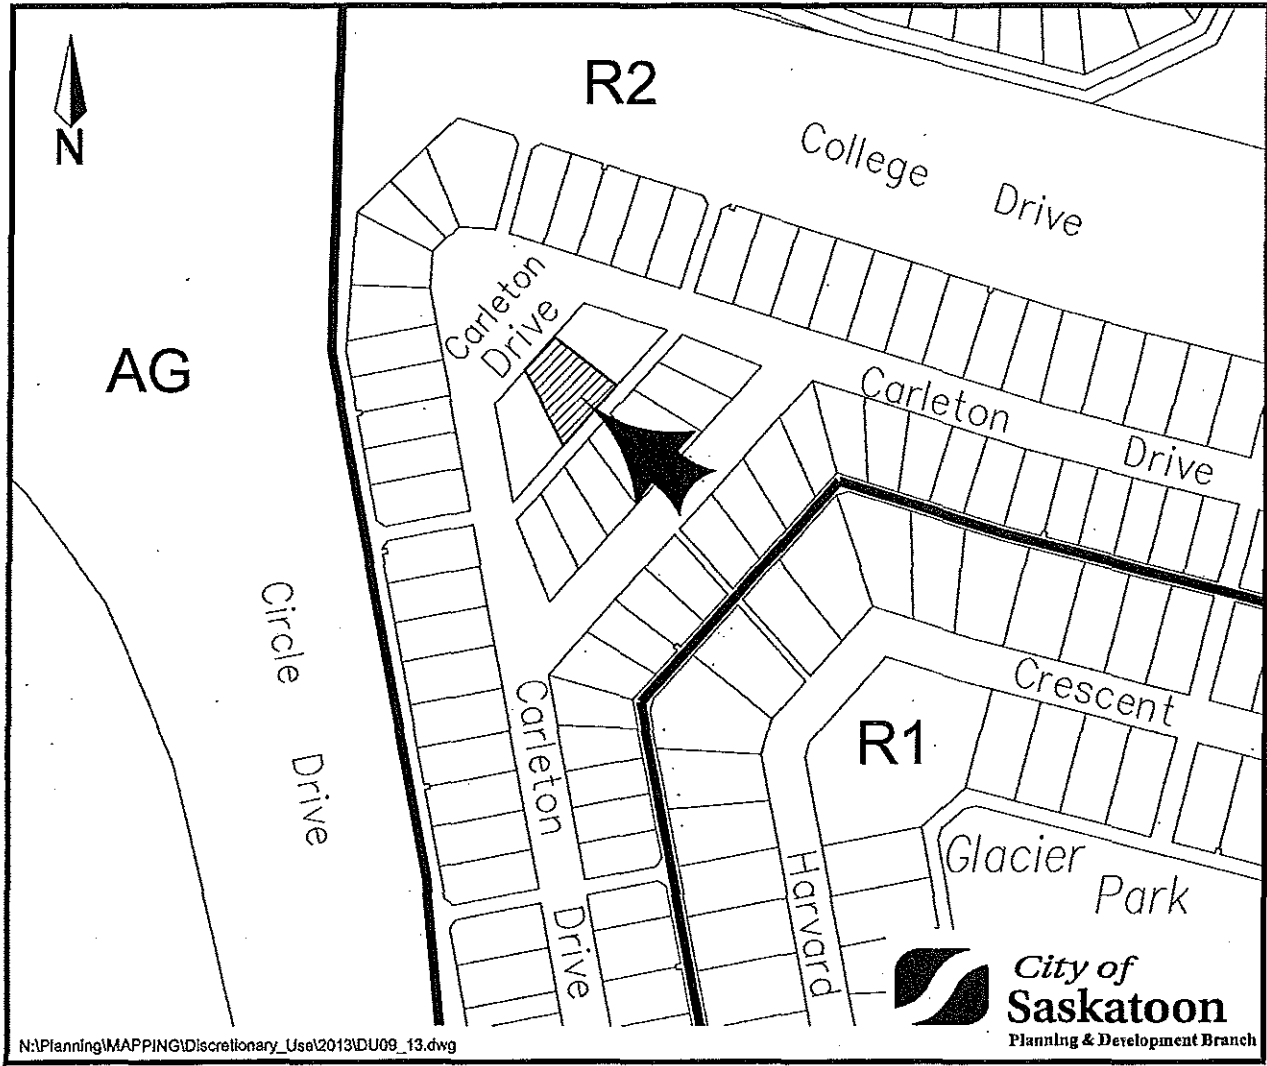 R2
College Drive
N
Carleton
Drive
AG
Carleton Drive
Circle Drive
Crescent
Carleton Drive
R1
Harvard
Glacier
Park
City of
Saskatoon
Planning & Development Branch
N:\Planning\MAPPING\Discretionary_Use\2013\DU09_13.dwg